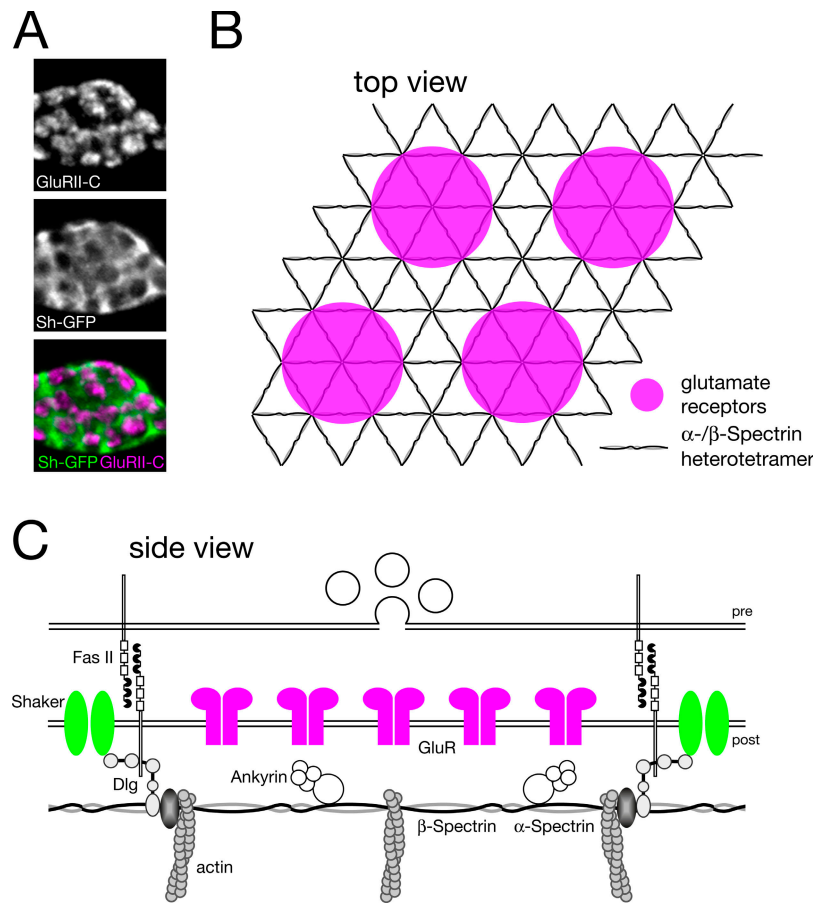 A
GluRII-C
Sh-GFP
Sh-GFP GluRII-C
B
top view
glutamate
receptors
α-/β-Spectrin
heterotetramer
C
side view
pre
Fas II
Shaker
GluR
post
Dlg
Ankyrin
β-Spectrin
α-Spectrin
actin